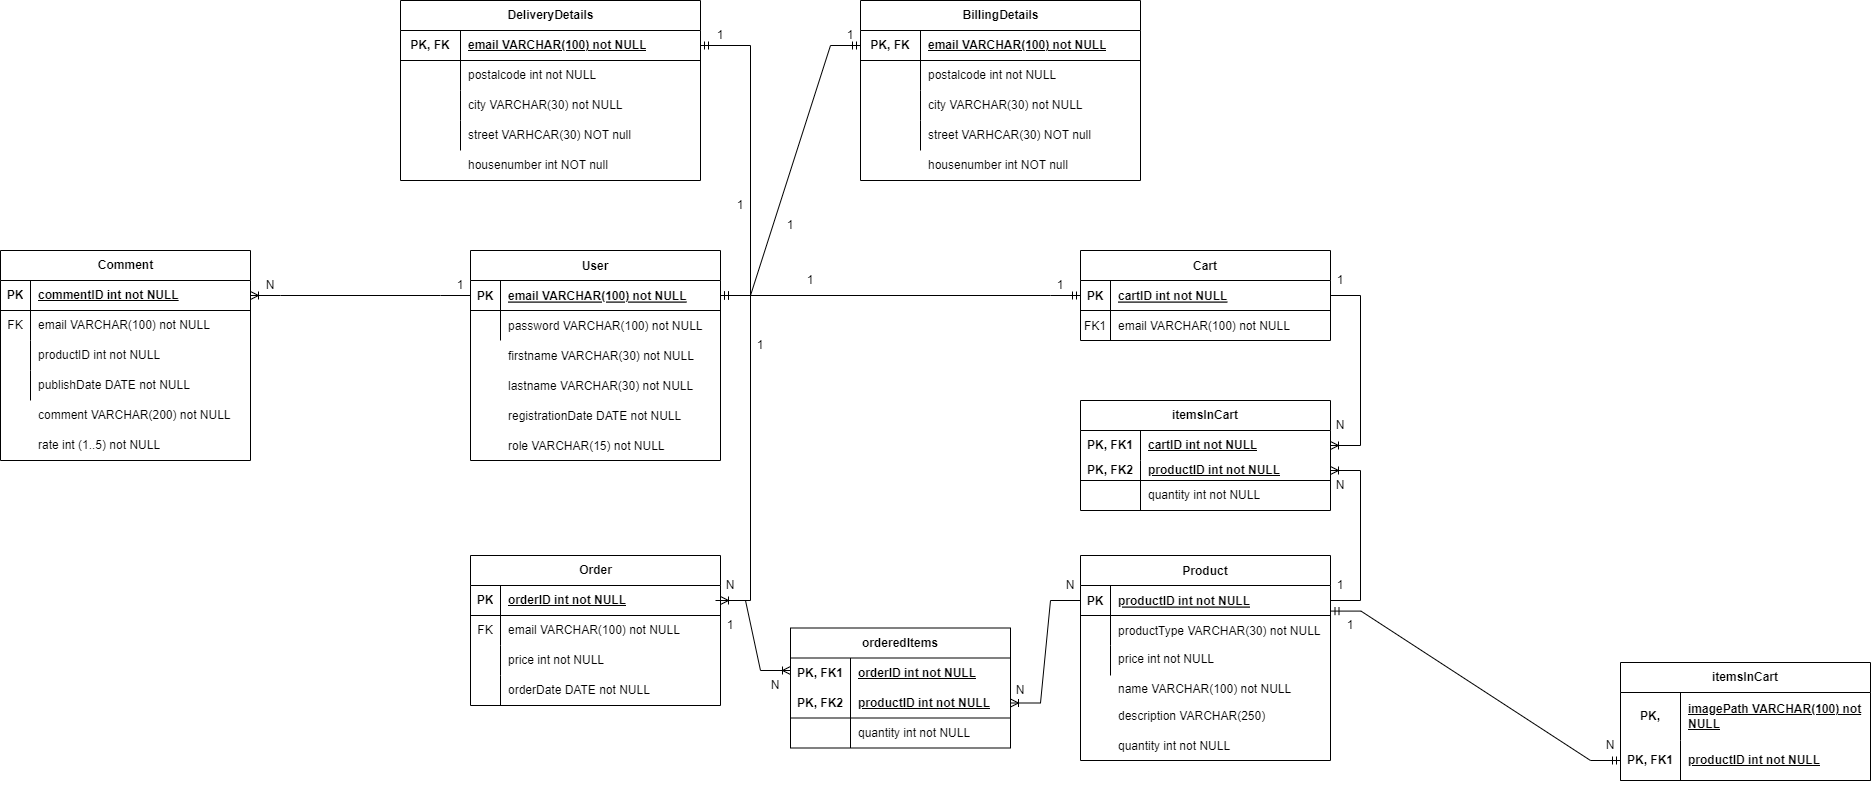 DeliveryDetails
PK, FK email VARCHAR(100) not NULL
postalcode int not NULL
city VARCHAR(30) not NULL
street VARHCAR(30) NOT null
housenumber int NOT null
1
1
BillingDetails
PK, FK email VARCHAR(100) not NULL
postalcode int not NULL
city VARCHAR(30) not NULL
street VARHCAR(30) NOT null
housenumber int NOT null
1
1
Comment
PK commentID int not NULL
FK email VARCHAR(100) not NULL
productID int not NULL
publishDate DATE not NULL
comment VARCHAR(200) not NULL
rate int (1..5) not NULL
N
1
User
PK email VARCHAR(100) not NULL
password VARCHAR(100) not NULL
firstname VARCHAR(30) not NULL
lastname VARCHAR(30) not NULL
registrationDate DATE not NULL
role VARCHAR(15) not NULL
1
1
1
Cart
PK cartID int not NULL
FK1 email VARCHAR(100) not NULL
1
N
itemsInCart
PK, FK1 cartID int not NULL
PK, FK2 productID int not NULL
quantity int not NULL
N
1
Order
PK orderID int not NULL
FK email VARCHAR(100) not NULL
price int not NULL
orderDate DATE not NULL
N
1
N
orderedItems
PK, FK1 orderID int not NULL
PK, FK2 productID int not NULL
quantity int not NULL
N
N
Product
PK productID int not NULL
productType VARCHAR(30) not NULL
price int not NULL
name VARCHAR(100) not NULL
description VARCHAR(250)
quantity int not NULL
1
N
itemsInCart
PK, imagePath VARCHAR(100) not
NULL
PK, FK1 productID int not NULL